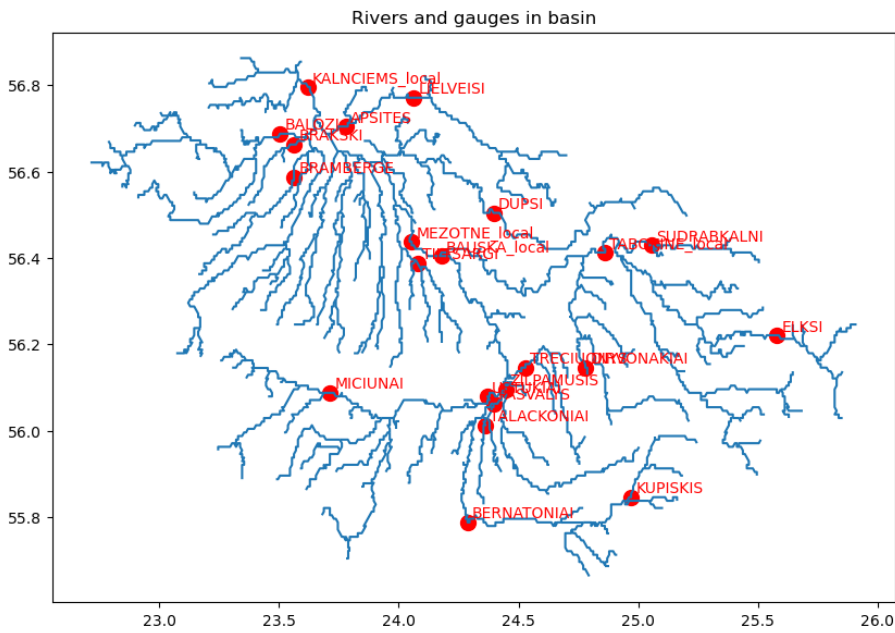 Rivers and gauges in basin
56.8
56.6
56.4
56.2
56.0
55.8
KALNCIEMS_local
LIELVEISI
BALOZI
APSITES
BRAKSKI
BRAMBERGE
DUPSI
MEZOTNE_local
BAUSKA_local
SUDRABKALNI
ELKSI
MICIUNAI
ZILPAMUSIS
TALACKONIAI
KUPISKIS
BERNATONIAI
23.0
23.5
24.0
24.5
25.0
25.5
26.0